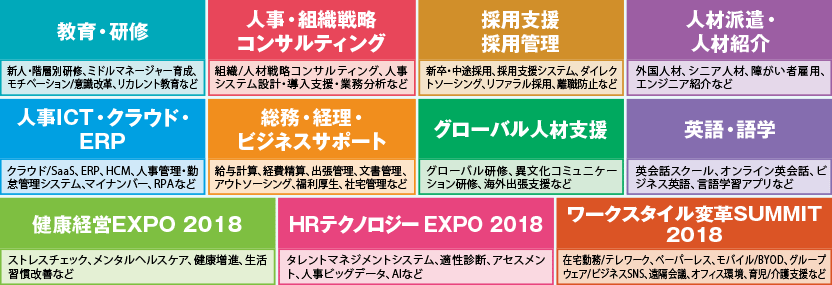 教育・研修
新人・階層別研修、ミドルマネージャー育成、
モチベーション/意識改革、リカレント教育など
人事・組織戦略
コンサルティング
組織/人材戦略コンサルティング、人事
システム設計・導入支援・業務分析など
採用支援
採用管理
新卒・中途採用、採用支援システム、ダイレク
トソーシング、リファラル採用、離職防止など
人材派遣・
人材紹介
外国人材、シニア人材、障がい者雇用、
エンジニア紹介など
人事ICT・クラウド・
ERP
クラウド/SaaS、ERP、HCM、人事管理・勤
怠管理システム、マイナンバー、RPAなど
総務・経理・
ビジネスサポート
給与計算、経費精算、出張管理、文書管理、
アウトソーシング、福利厚生、社宅管理など
グローバル人材支援
グローバル研修、異文化コミュニケー
ション研修、海外出張支援など
英語・語学
英会話スクール、オンライン英会話、ビ
ジネス英語、言語学習アプリなど
健康経営EXPO 2018
ストレスチェック、メンタルヘルスケア、健康増進、生活
習慣改善など
HRテクノロジー EXPO 2018
タレントマネジメントシステム、適性診断、アセスメン
ト、人事ビッグデータ、AIなど
ワークスタイル変革SUMMIT
2018
在宅勤務/テレワーク、ペーパーレス、モバイル/BYOD、グループ
ウェア/ビジネスSNS、遠隔会議、オフィス環境、育児/介護支援など